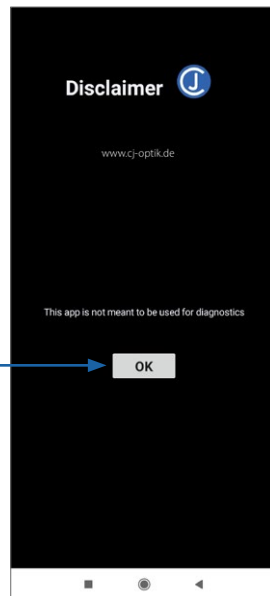 Disclaimer
www.cj-optik.de
This app is not meant to be used for diagnostics
OK